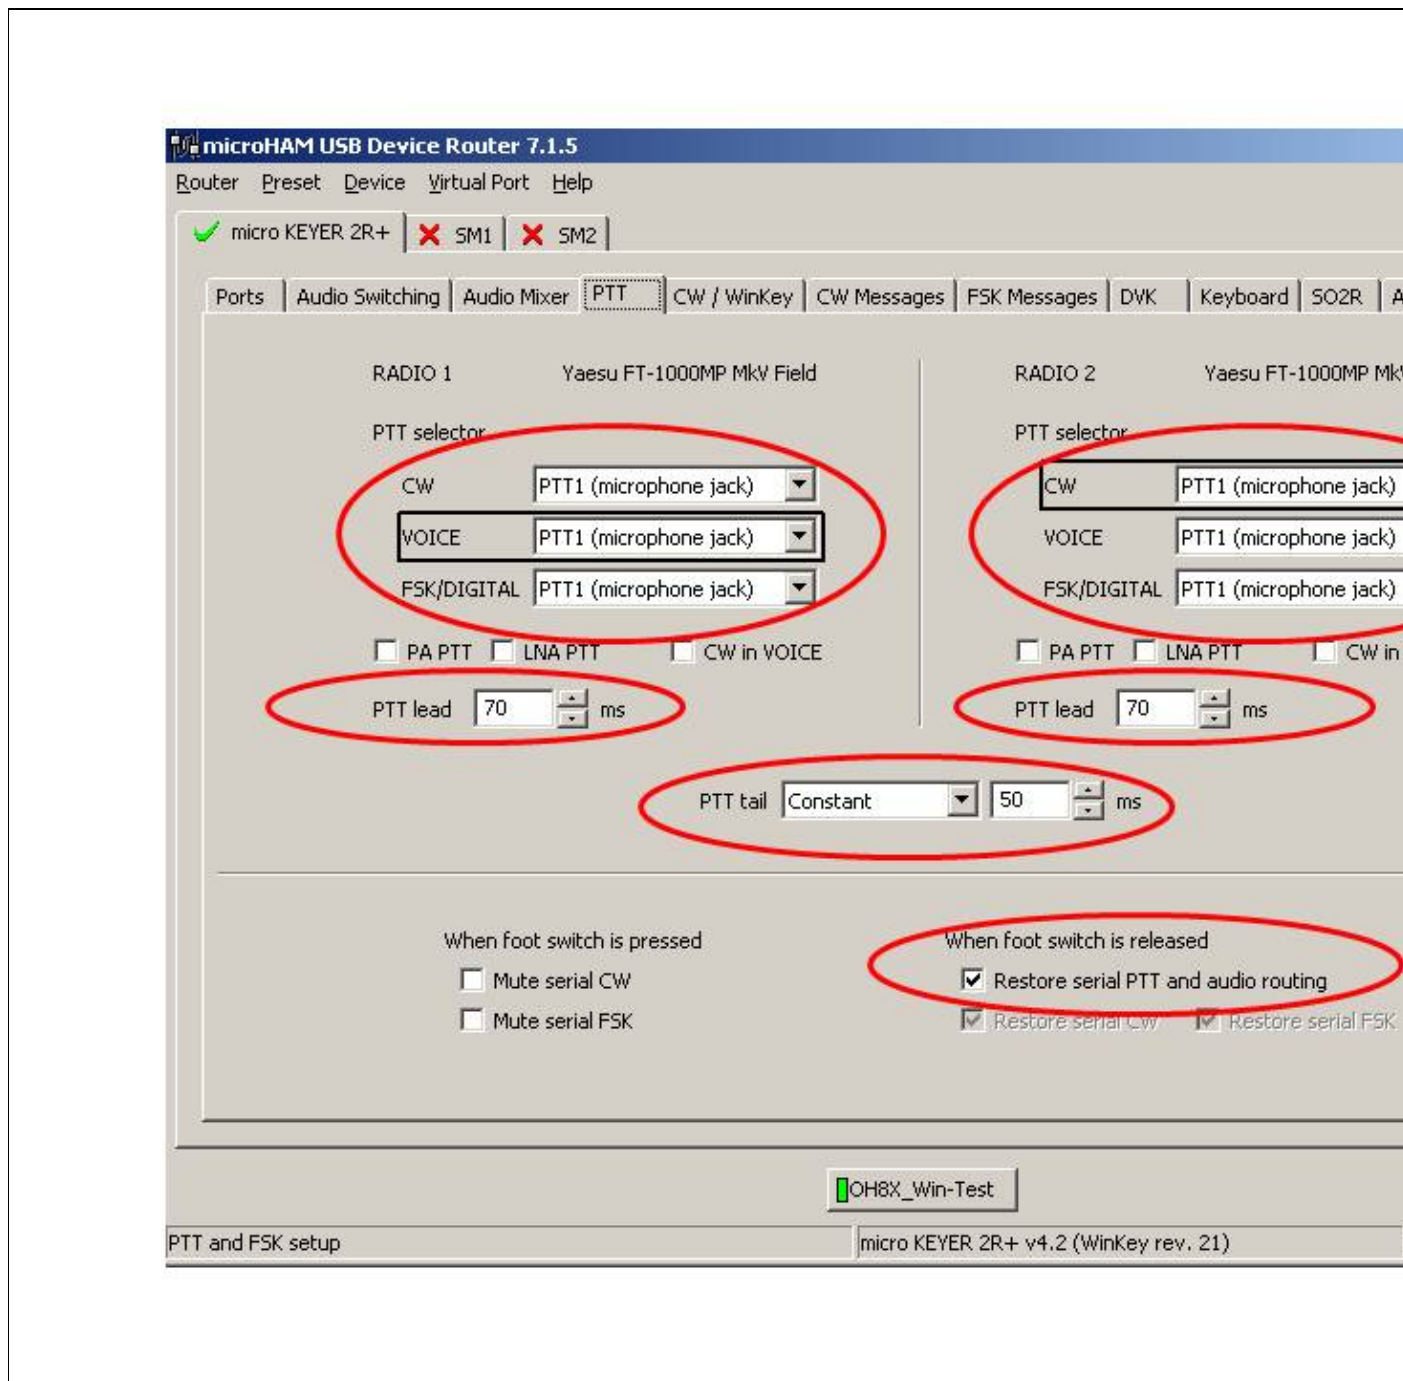 microHAM USB Device Router 7.1.5
Router Preset Device Virtual Port Help
micro KEYER 2R+ SM1 SM2
Ports Audio Switching Audio Mixer PTT CW / WinKey CW Messages FSK Messages DVK Keyboard SO2R A
RADIO 1 Yaesu FT-1000MP MkV Field RADIO 2 Yaesu FT-1000MP MkV
PTT selector PTT selector
CW PTT1 (microphone jack) CW PTT1 (microphone jack)
VOICE PTT1 (microphone jack) VOICE PTT1 (microphone jack)
FSK/DIGITAL PTT1 (microphone jack) FSK/DIGITAL PTT1 (microphone jack)
PA PTT LNA PTT CW in VOICE PA PTT LNA PTT CW in
PTT lead 70 ms PTT lead 70 ms
PTT tail Constant 50 ms
When foot switch is pressed When foot switch is released
Mute serial CW Restore serial PTT and audio routing
Mute serial FSK Restore serial CW Restore serial FSK
OH8X_Win-Test
PTT and FSK setup micro KEYER 2R+ v4.2 (WinKey rev. 21)